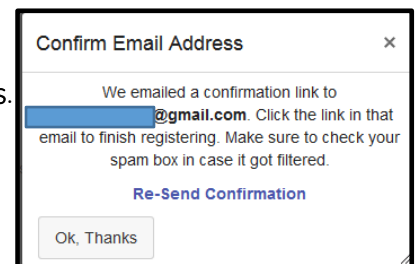 Confirm Email Address ×
s.
We emailed a confirmation link to
@gmail.com. Click the link in that
email to finish registering. Make sure to check your
spam box in case it got filtered.
Re-Send Confirmation
Ok, Thanks